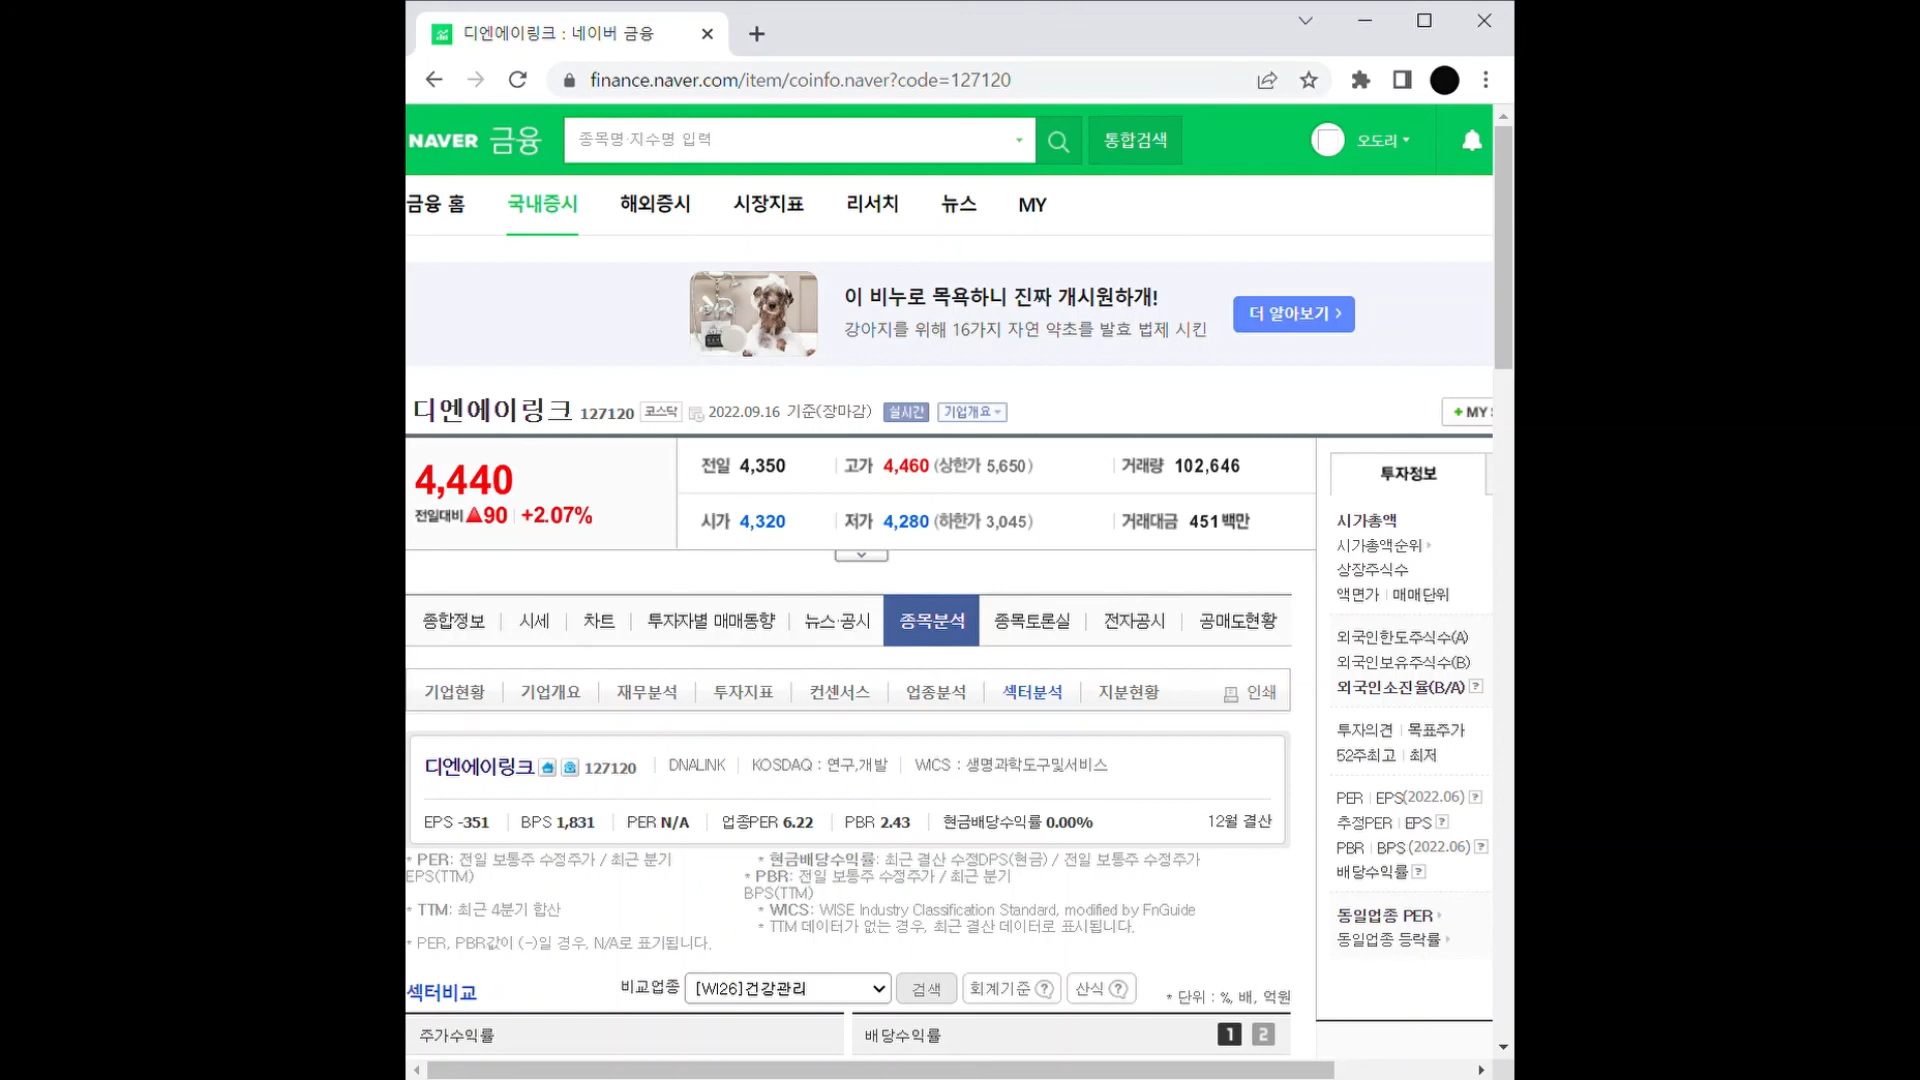 디엔에이링크 : 네이버 금융
finance.naver.com/item/coinfo.naver?code=127120
NAVER 금융
종목명·지수명 입력
통합검색
오도리
금융 홈 국내증시 해외증시 시장지표 리서치 뉴스 MY
이 비누로 목욕하니 진짜 개시원하개!
강아지를 위해 16가지 자연 약초를 발효 법제 시킨
더 알아보기 >
디엔에이링크 127120 코스닥 2022.09.16 기준(장마감) 실시간 기업개요
+ MY
4,440
전일대비 ▲90 +2.07%
전일 4,350 고가 4,460 (상한가 5,650) 거래량 102,646
시가 4,320 저가 4,280 (하한가 3,045) 거래대금 451 백만
투자정보
시가총액
시가총액순위
상장주식수
액면가 | 매매단위
외국인한도주식수(A)
외국인보유주식수(B)
외국인소진율(B/A) ?
투자의견 | 목표주가
52주최고 | 최저
PER | EPS(2022.06) ?
추정PER | EPS ?
PBR | BPS (2022.06) ?
배당수익률 ?
동일업종 PER
동일업종 등락률
종합정보 시세 차트 투자자별 매매동향 뉴스·공시 종목분석 종목토론실 전자공시 공매도현황
기업현황 기업개요 재무분석 투자지표 컨센서스 업종분석 섹터분석 지분현황 인쇄
디엔에이링크 127120 DNALINK KOSDAQ : 연구,개발 WICS : 생명과학도구및서비스
EPS -351 BPS 1,831 PER N/A 업종PER 6.22 PBR 2.43 현금배당수익률 0.00% 12월 결산
* PER: 전일 보통주 수정주가 / 최근 분기
EPS(TTM)
* 현금배당수익률: 최근 결산 수정DPS(현금) / 전일 보통주 수정주가
* PBR: 전일 보통주 수정주가 / 최근 분기
BPS(TTM)
* TTM: 최근 4분기 합산
* WICS: WISE Industry Classification Standard, modified by FnGuide
* TTM 데이터가 없는 경우, 최근 결산 데이터로 표시됩니다.
* PER, PBR값이 (-)일 경우, N/A로 표기됩니다.
섹터비교 비교업종 [WI26]건강관리 검색 회계기준 ? 산식 ? * 단위 : %, 배, 억원
주가수익률 배당수익률 1 2